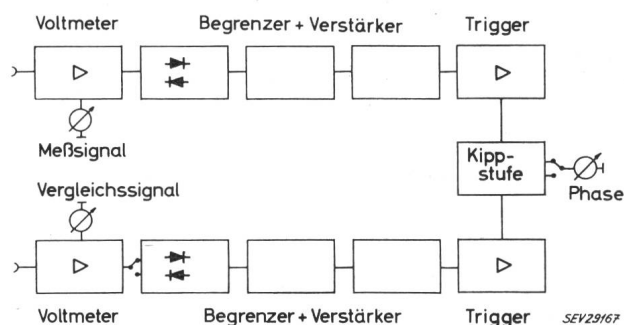 Voltmeter Begrenzer + Verstärker Trigger
Meßsignal
Kipp-
stufe
Phase
Vergleichssignal
Voltmeter Begrenzer + Verstärker Trigger
SEV29167